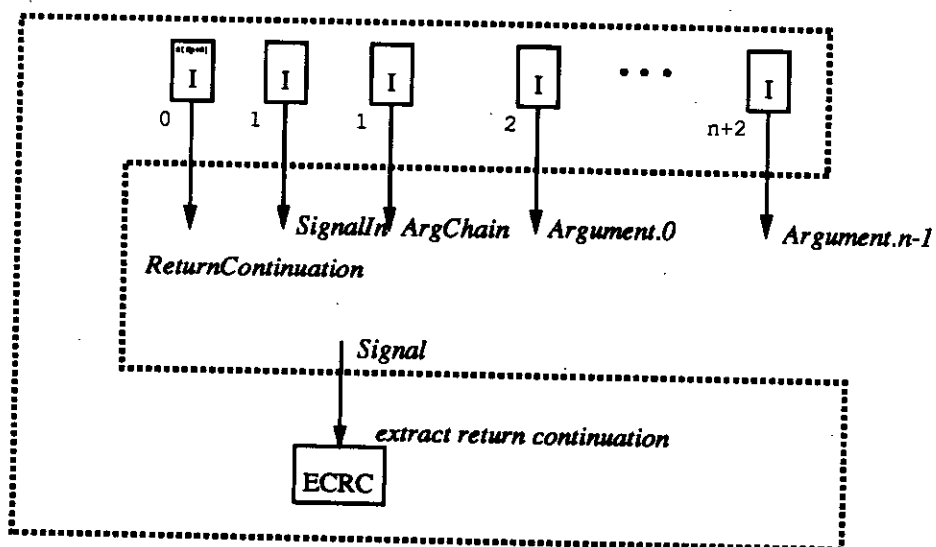 I I I I I
0 1 1 2 n+2
SignalIn ArgChain Argument.0 Argument.n-1
ReturnContinuation
Signal
extract return continuation
ECRC